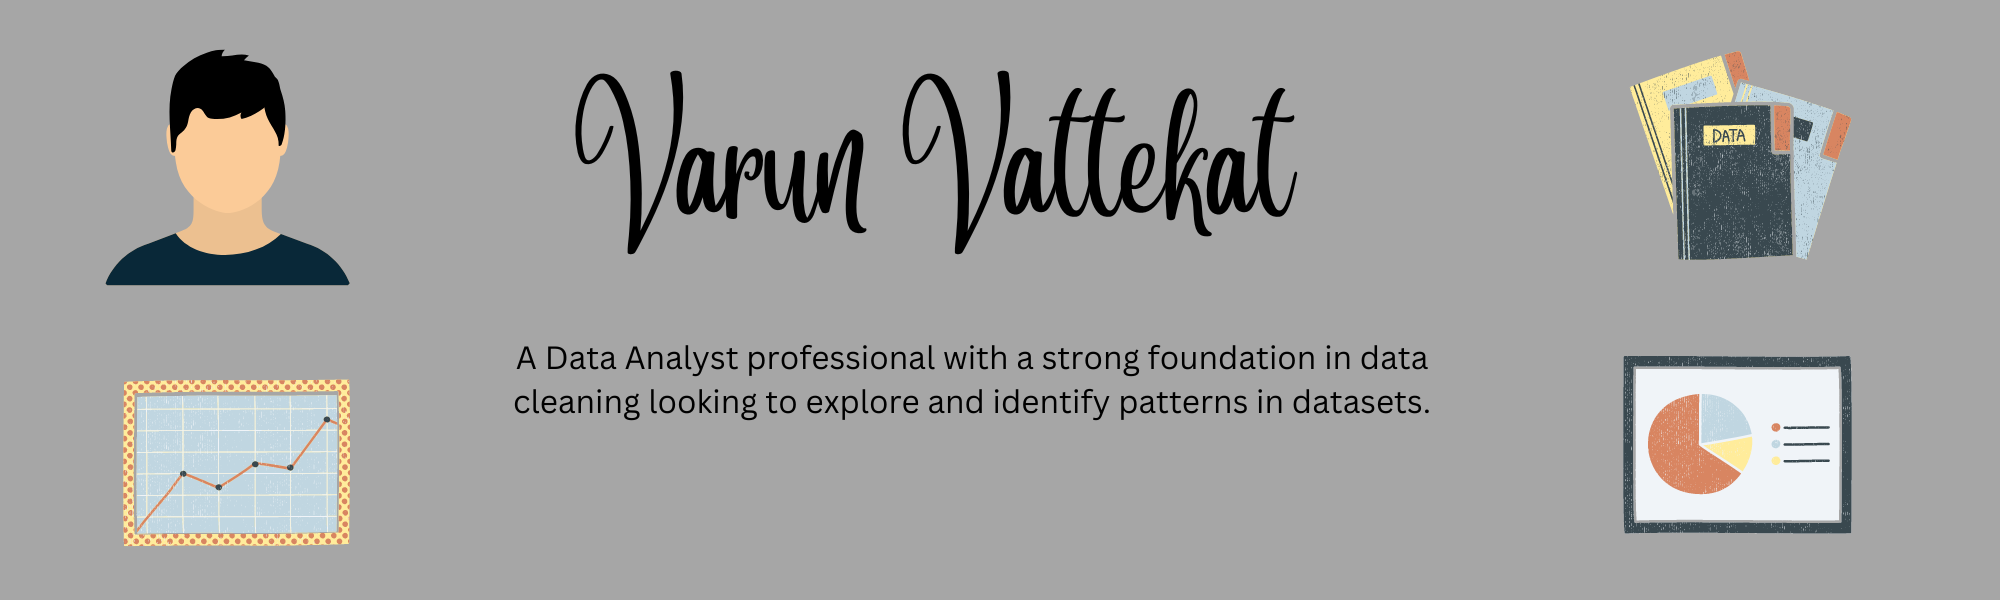 Varun Vattekat
DATA
A Data Analyst professional with a strong foundation in data
cleaning looking to explore and identify patterns in datasets.